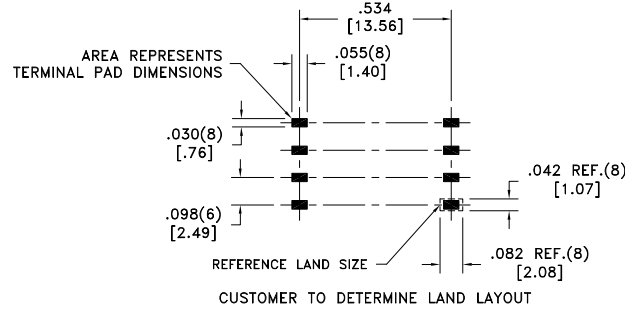 .534
[13.56]
AREA REPRESENTS
TERMINAL PAD DIMENSIONS
.055(8)
[1.40]
.030(8)
[.76]
.042 REF.(8)
[1.07]
.098(6)
[2.49]
REFERENCE LAND SIZE
.082 REF.(8)
[2.08]
CUSTOMER TO DETERMINE LAND LAYOUT